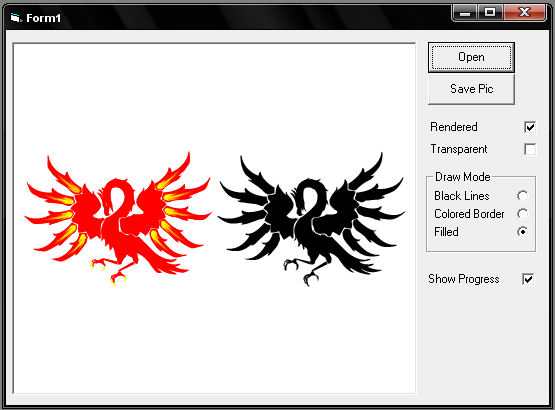 Form1
Open
Save Pic
Rendered
Transparent
Draw Mode
Black Lines
Colored Border
Filled
Show Progress